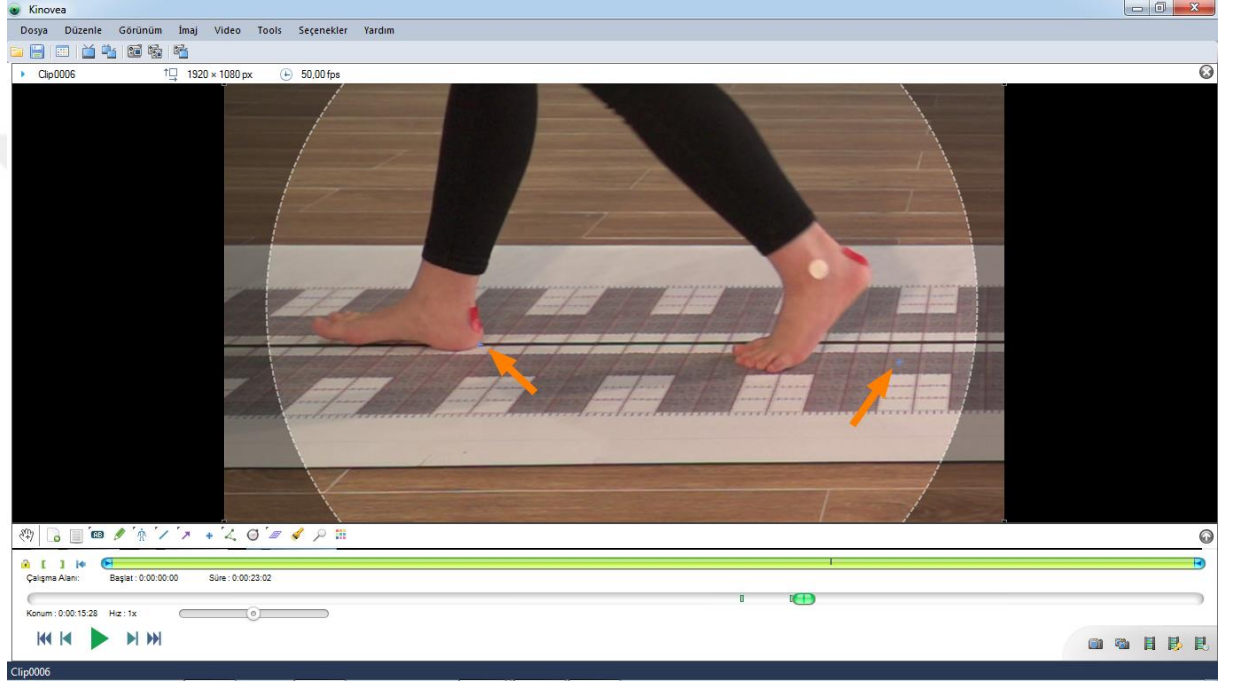 Kinovea
Dosya Düzenle Görünüm İmaj Video Tools Seçenekler Yardım
Clip0006 1920 × 1080 px 50,00 fps
Çalışma Alanı: Başlat : 0:00:00:00 Süre : 0:00:23:02
Konum : 0:00:15:28 Hız : 1x
Clip0006